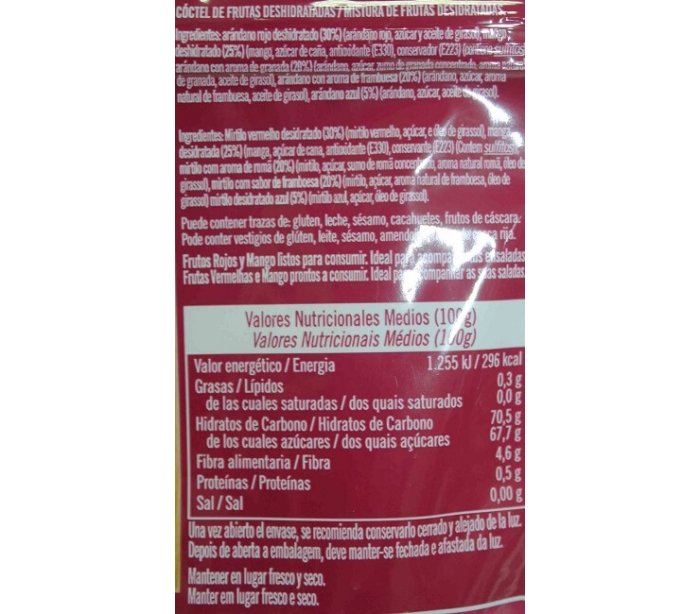 CÓCTEL DE FRUTAS DESHIDRATADAS / MISTURA DE FRUTAS DESIDRATADAS
Ingredientes: arándano rojo deshidratado (30%) (arándano rojo, azúcar y aceite de girasol), mango
deshidratado (25%) (mango, azúcar de caña, antioxidante (E330), conservador (E223) (contiene sulfitos)
arándano con aroma de granada (20%) (arándano, azúcar, zumo de granada concentrado, aroma
de granada, aceite de girasol), arándano con aroma de frambuesa (20%) (arándano, azúcar, aroma
natural de frambuesa, aceite de girasol), arándano azul (5%) (arándano, azúcar, aceite de girasol).
Ingredientes: Mirtilo vermelho desidratado (30%) (mirtilo vermelho, açúcar, e óleo de girassol), manga
desidratada (25%) (manga, açúcar de cana, antioxidante (E330), conservante (E223) (Contem sulfitos)
mirtilo com aroma de romã (20%) (mirtilo, açúcar, sumo de romã aroma natural romã, óleo de
girassol), mirtilo com sabor de framboesa (20%) (mirtilo, açúcar, aroma natural de framboesa, óleo de
girassol) mirtilo desidratado azul (5%) (mirtilo azul, açúcar, óleo de girassol).
Puede contener trazas de: gluten, leche, sésamo, cacahuetes, frutos de cáscara.
Pode conter vestígios de glúten, leite, sésamo, rija.
Frutos Rojos y Mango listos para consumir. Ideal para ensaladas
Frutas Vermelhas e Mango prontos a consumir. Ideal acompanhar as suas saladas
Valores Nutricionales Medios (100g)
Valores Nutricionais Médios (100g)
Valor energético / Energia 1.255 kJ / 296 kcal
Grasas / Lípidos 0,3 g
de las cuales saturadas / dos quais saturados 0,0 g
Hidratos de Carbono / Hidratos de Carbono 70,5 g
de los cuales azúcares / dos quais açúcares 67,7 g
Fibra alimentaria / Fibra 4,6 g
Proteínas / Proteínas 0,5 g
Sal / Sal 0,00 g
Una vez abierto el envase, se recomienda conservarlo cerrado y alejado de la luz.
Depois de aberta a embalagem, deve manter-se fechada e afastada da luz.
Mantener en lugar fresco y seco.
Manter em lugar fresco e seco.